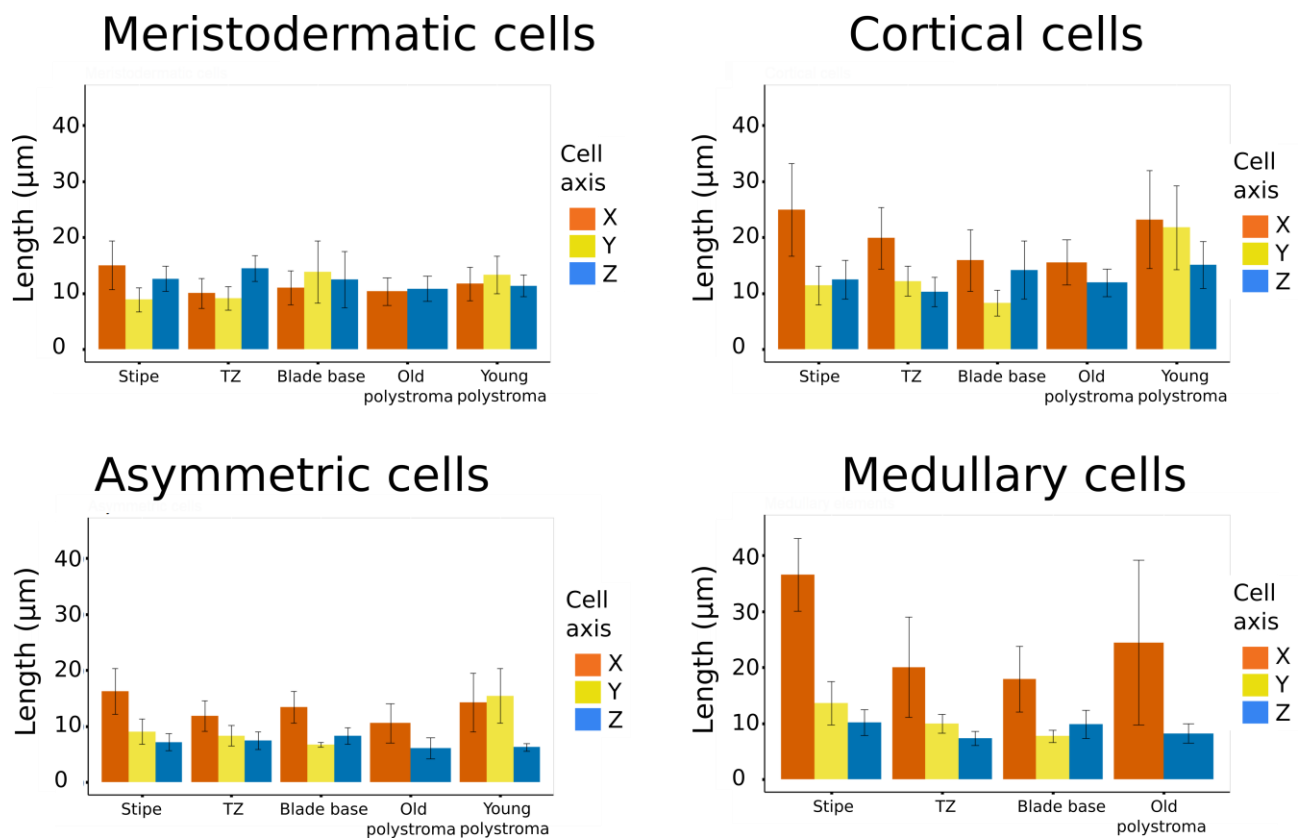 Meristodermatic cells
Length (μm)
40
30
20
10
0
Stipe
TZ
Blade base
Old
polystroma
Young
polystroma
Cell
axis
X
Y
Z
Cortical cells
Length (μm)
40
30
20
10
0
Stipe
TZ
Blade base
Old
polystroma
Young
polystroma
Cell
axis
X
Y
Z
Asymmetric cells
Length (μm)
40
30
20
10
0
Stipe
TZ
Blade base
Old
polystroma
Young
polystroma
Cell
axis
X
Y
Z
Medullary cells
Length (μm)
40
30
20
10
0
Stipe
TZ
Blade base
Old
polystroma
Cell
axis
X
Y
Z